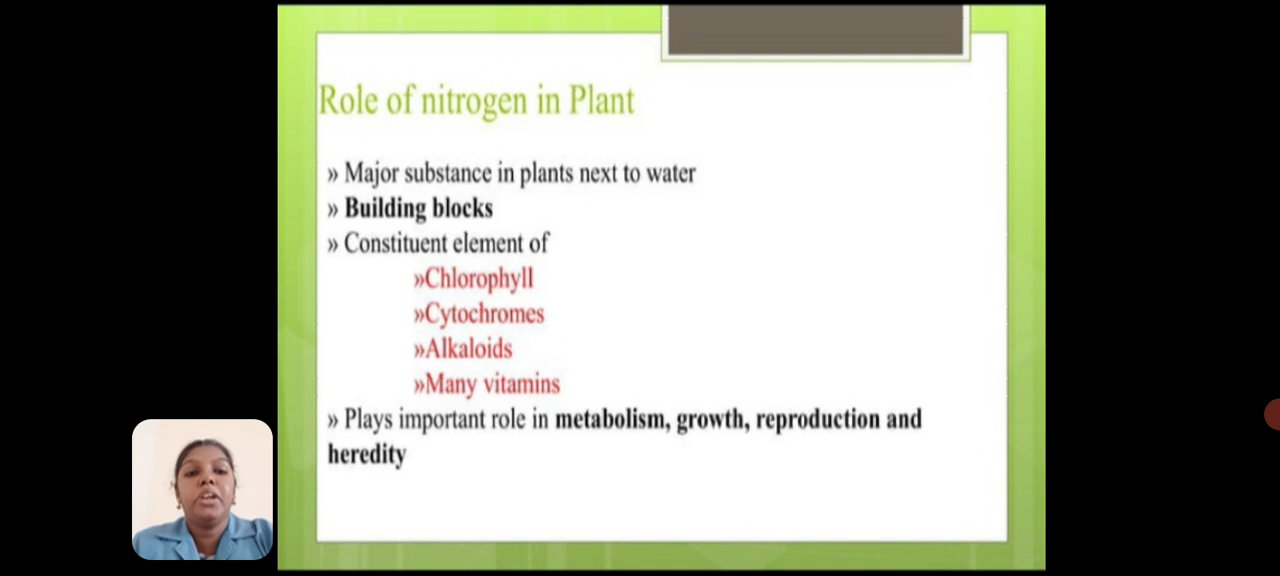 Role of nitrogen in Plant
» Major substance in plants next to water
» Building blocks
» Constituent element of
»Chlorophyll
»Cytochromes
»Alkaloids
»Many vitamins
» Plays important role in metabolism, growth, reproduction and
heredity